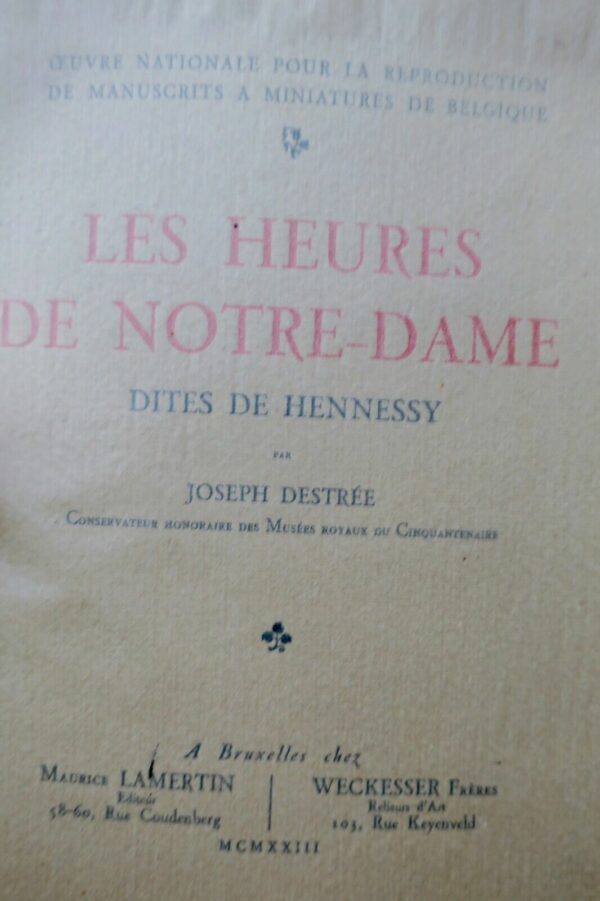 ŒUVRE NATIONALE POUR LA REPRODUCTION
DE MANUSCRITS A MINIATURES DE BELGIQUE
LES HEURES
DE NOTRE-DAME
DITES DE HENNESSY
PAR
JOSEPH DESTRÉE
CONSERVATEUR HONORAIRE DES MUSÉES ROYAUX DU CINQUANTENAIRE
A Bruxelles chez
MAURICE LAMERTIN
Editeur
58-60, Rue Coudenberg
WECKESSER FRÈRES
Relieurs d'Art
103, Rue Keyenveld
MCMXXIII